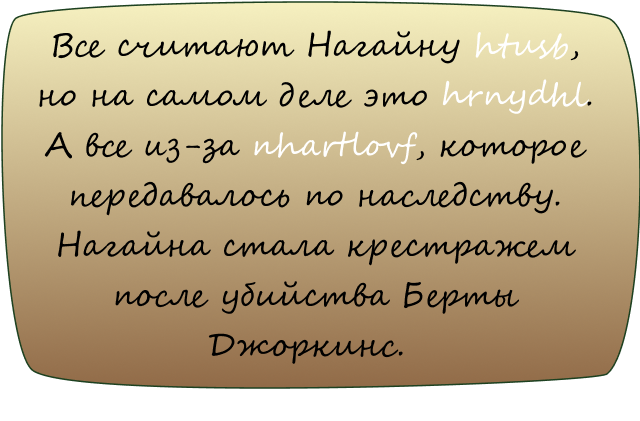 Все считают Нагайну htusb,
но на самом деле это hrnydhl.
А все из-за nhartlovf, которое
передавалось по наследству.
Нагайна стала крестражем
после убийства Берты
Джоркинс.